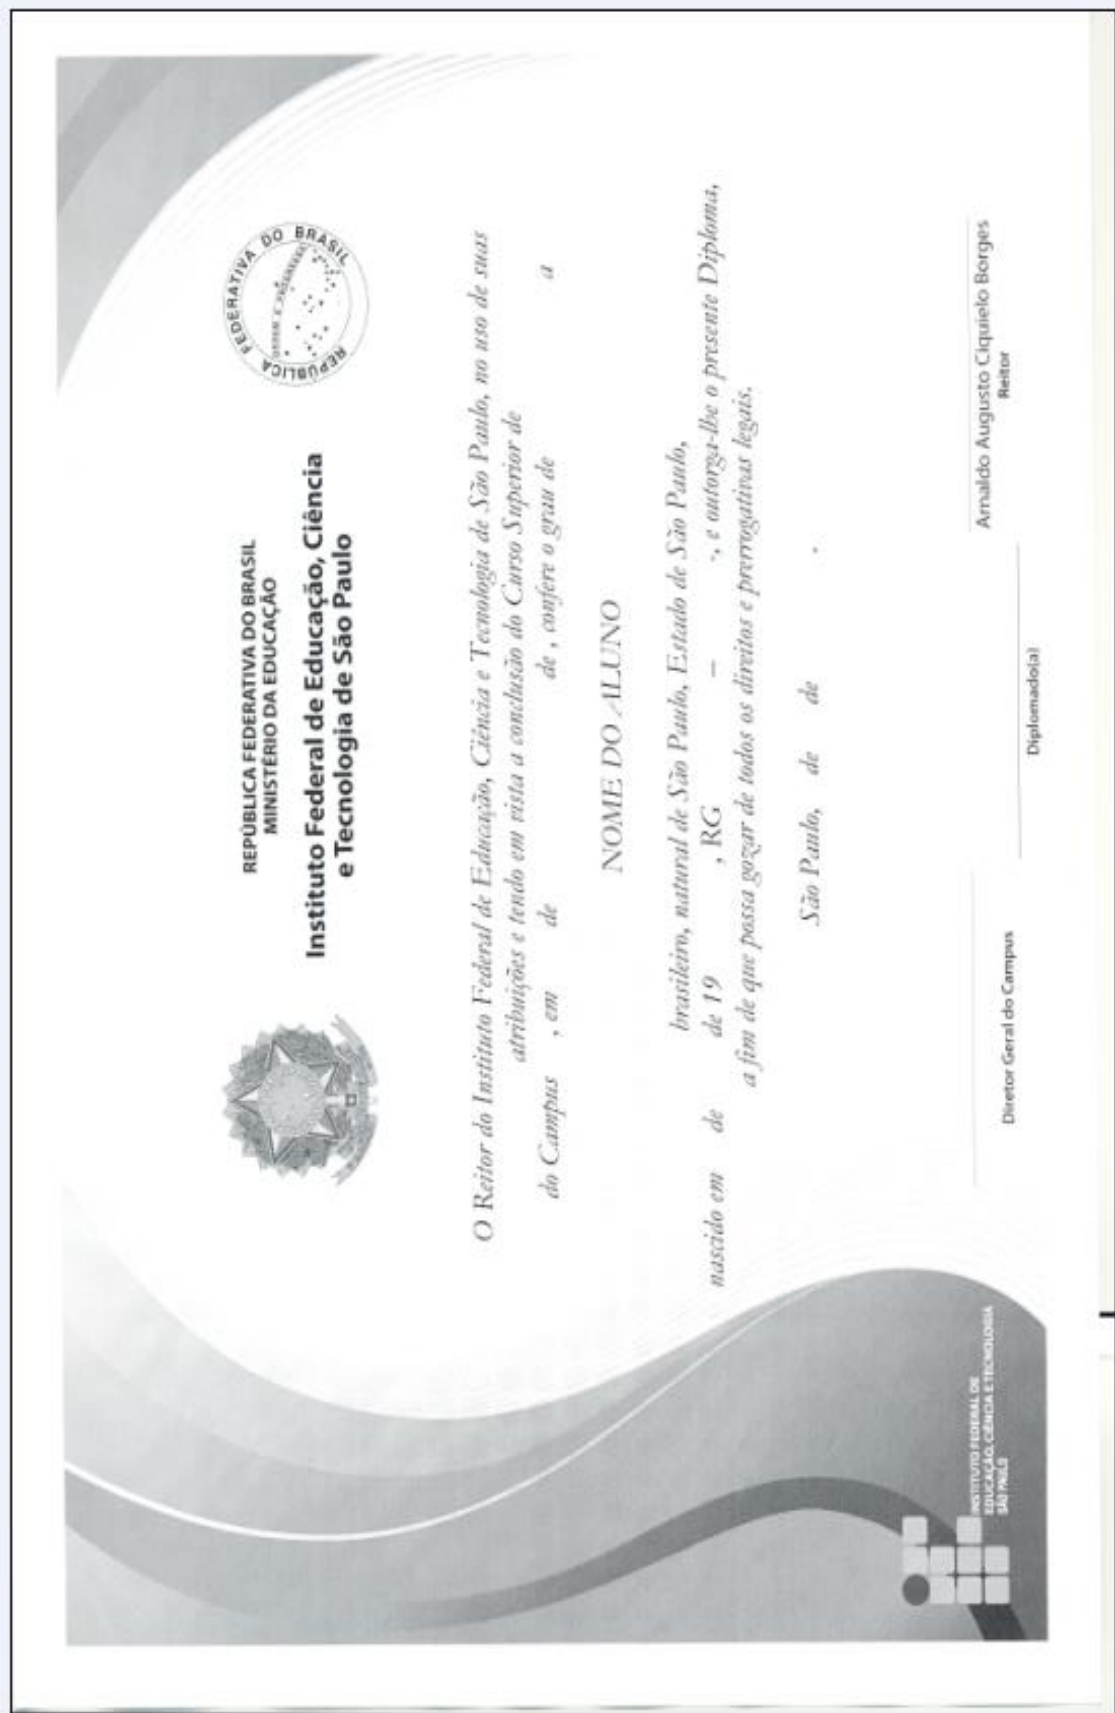 REPÚBLICA FEDERATIVA DO BRASIL
MINISTÉRIO DA EDUCAÇÃO
Instituto Federal de Educação, Ciência
e Tecnologia de São Paulo
REPÚBLICA FEDERATIVA DO BRASIL
ORDEM E PROGRESSO
O Reitor do Instituto Federal de Educação, Ciência e Tecnologia de São Paulo, no uso de suas
atribuições e tendo em vista a conclusão do Curso Superior de
do Campus , em de de , confere o grau de a
NOME DO ALUNO
brasileiro, natural de São Paulo, Estado de São Paulo,
nascido em de de 19 , RG – -, e outorga-lhe o presente Diploma,
a fim de que possa gozar de todos os direitos e prerrogativas legais.
São Paulo, de de .
Diretor Geral do Campus
Diplomado(a)
Arnaldo Augusto Ciquielo Borges
Reitor
INSTITUTO FEDERAL DE
EDUCAÇÃO, CIÊNCIA E TECNOLOGIA
SÃO PAULO